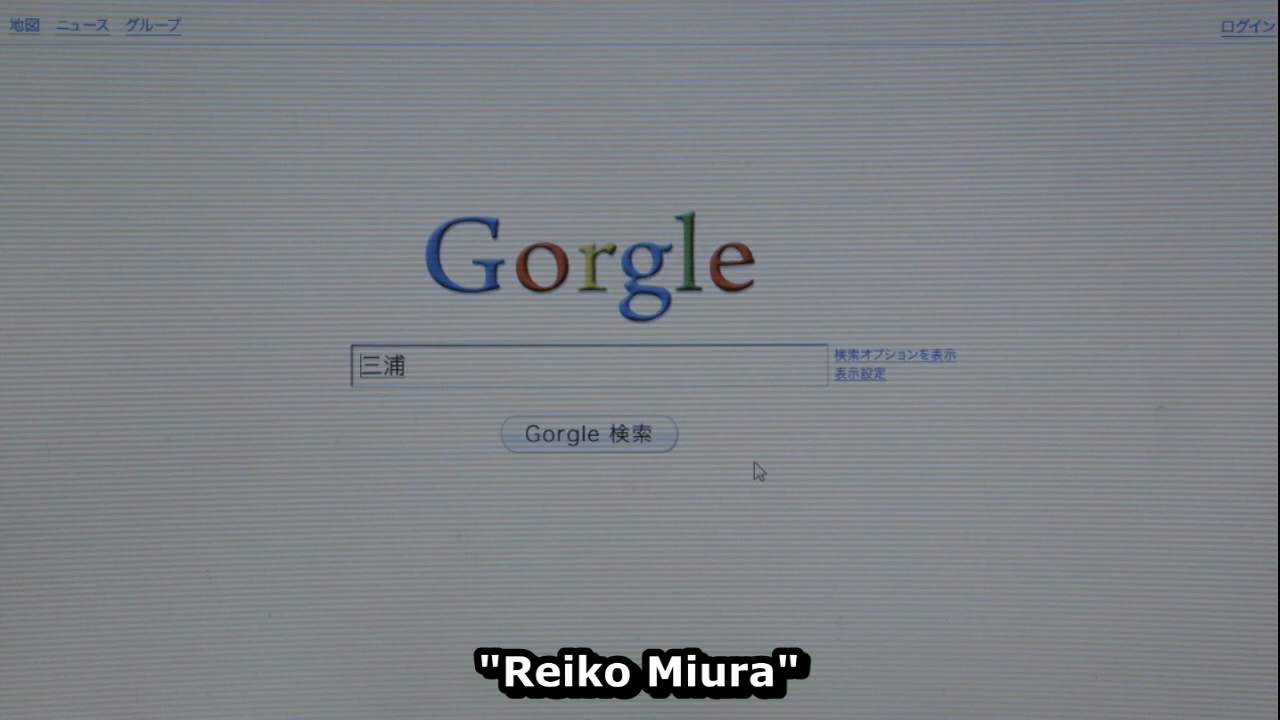 地図 ニュース グループ
ログイン
Gorgle
三浦
検索オプションを表示
表示設定
Gorgle 検索
"Reiko Miura"